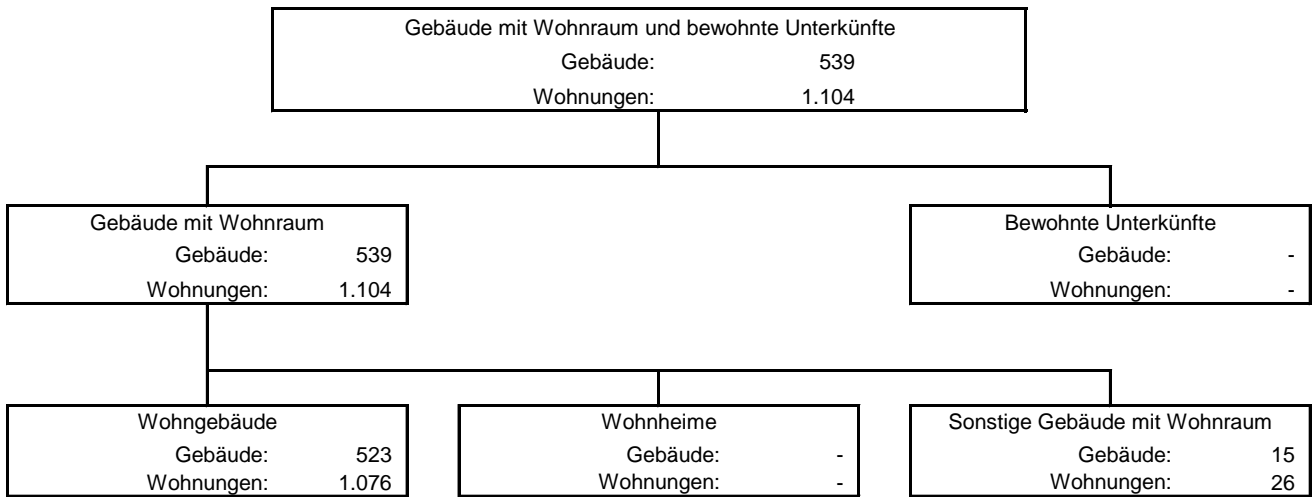 Gebäude mit Wohnraum und bewohnte Unterkünfte
Gebäude: 539
Wohnungen: 1.104
Gebäude mit Wohnraum
Gebäude: 539
Wohnungen: 1.104
Bewohnte Unterkünfte
Gebäude: -
Wohnungen: -
Wohngebäude
Gebäude: 523
Wohnungen: 1.076
Wohnheime
Gebäude: -
Wohnungen: -
Sonstige Gebäude mit Wohnraum
Gebäude: 15
Wohnungen: 26